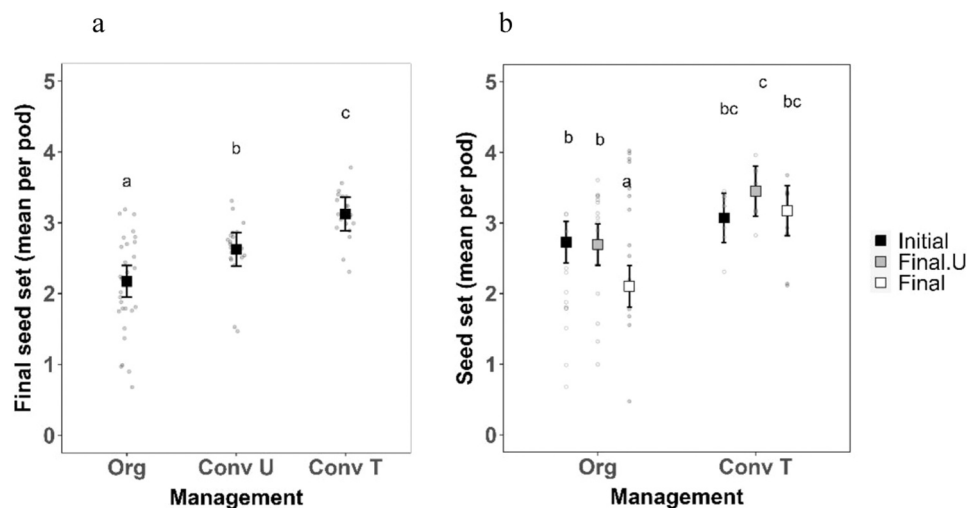 a
Final seed set (mean per pod)
5
4
3
2
1
0
a
b
c
Org Conv U Conv T
Management
b
Seed set (mean per pod)
5
4
3
2
1
0
b b a bc c bc
Org Conv T
Management
Initial
Final.U
Final